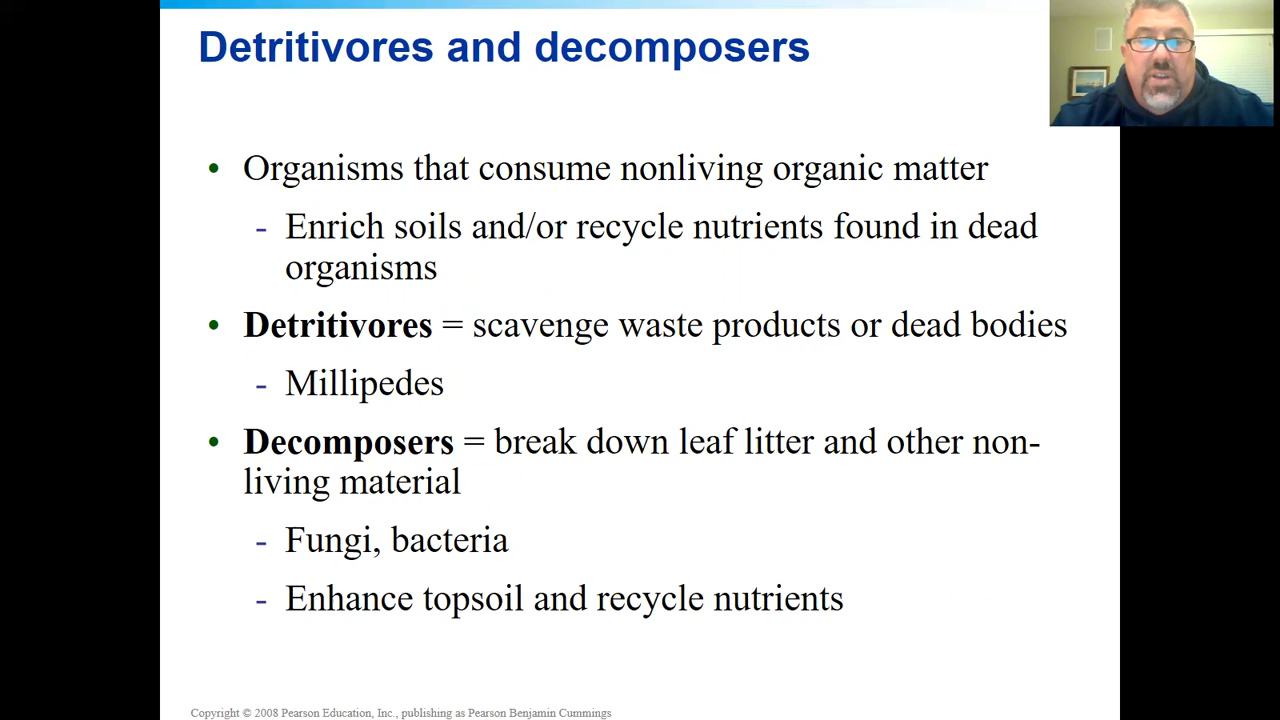 Detritivores and decomposers
• Organisms that consume nonliving organic matter
- Enrich soils and/or recycle nutrients found in dead
organisms
• Detritivores = scavenge waste products or dead bodies
- Millipedes
• Decomposers = break down leaf litter and other non-
living material
- Fungi, bacteria
- Enhance topsoil and recycle nutrients
Copyright © 2008 Pearson Education, Inc., publishing as Pearson Benjamin Cummings